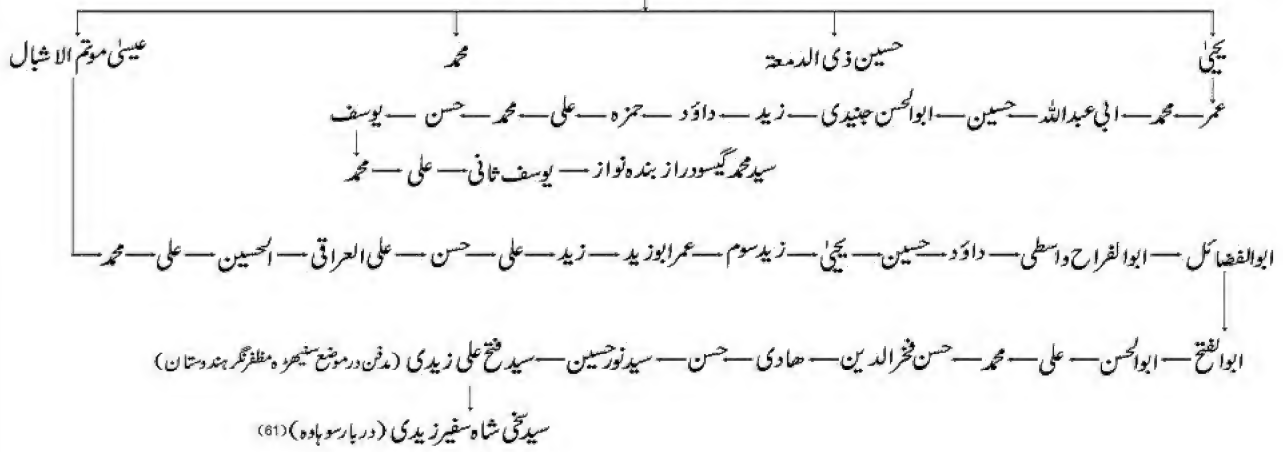 یحییٰ حسین ذی الدمعۃ محمد عیسیٰ موتم الاشبال
عمر — محمد — ابی عبداللہ — حسین — ابوالحسن جنیدی — زید — داؤد — حمزہ — علی — محمد — حسن — یوسف
سید محمد گیسودراز بندہ نواز — یوسف ثانی — علی — محمد
ابوالفضائل — ابوالفراح واسطی — داؤد — حسین — یحییٰ — زید سوم — عمر ابوزید — زید — علی — حسن — علی العراقی — الحسین — علی — محمد
ابوالفتح — ابوالحسن — علی — محمد — حسن فخرالدین — ھادی — حسن — سید نور حسین — سید فتح علی زیدی (مدفن در موضع سنبھڑہ مظفرنگر ہندوستان)
سید سخی شاہ سفیر زیدی (دربار سوہاوہ) (61)